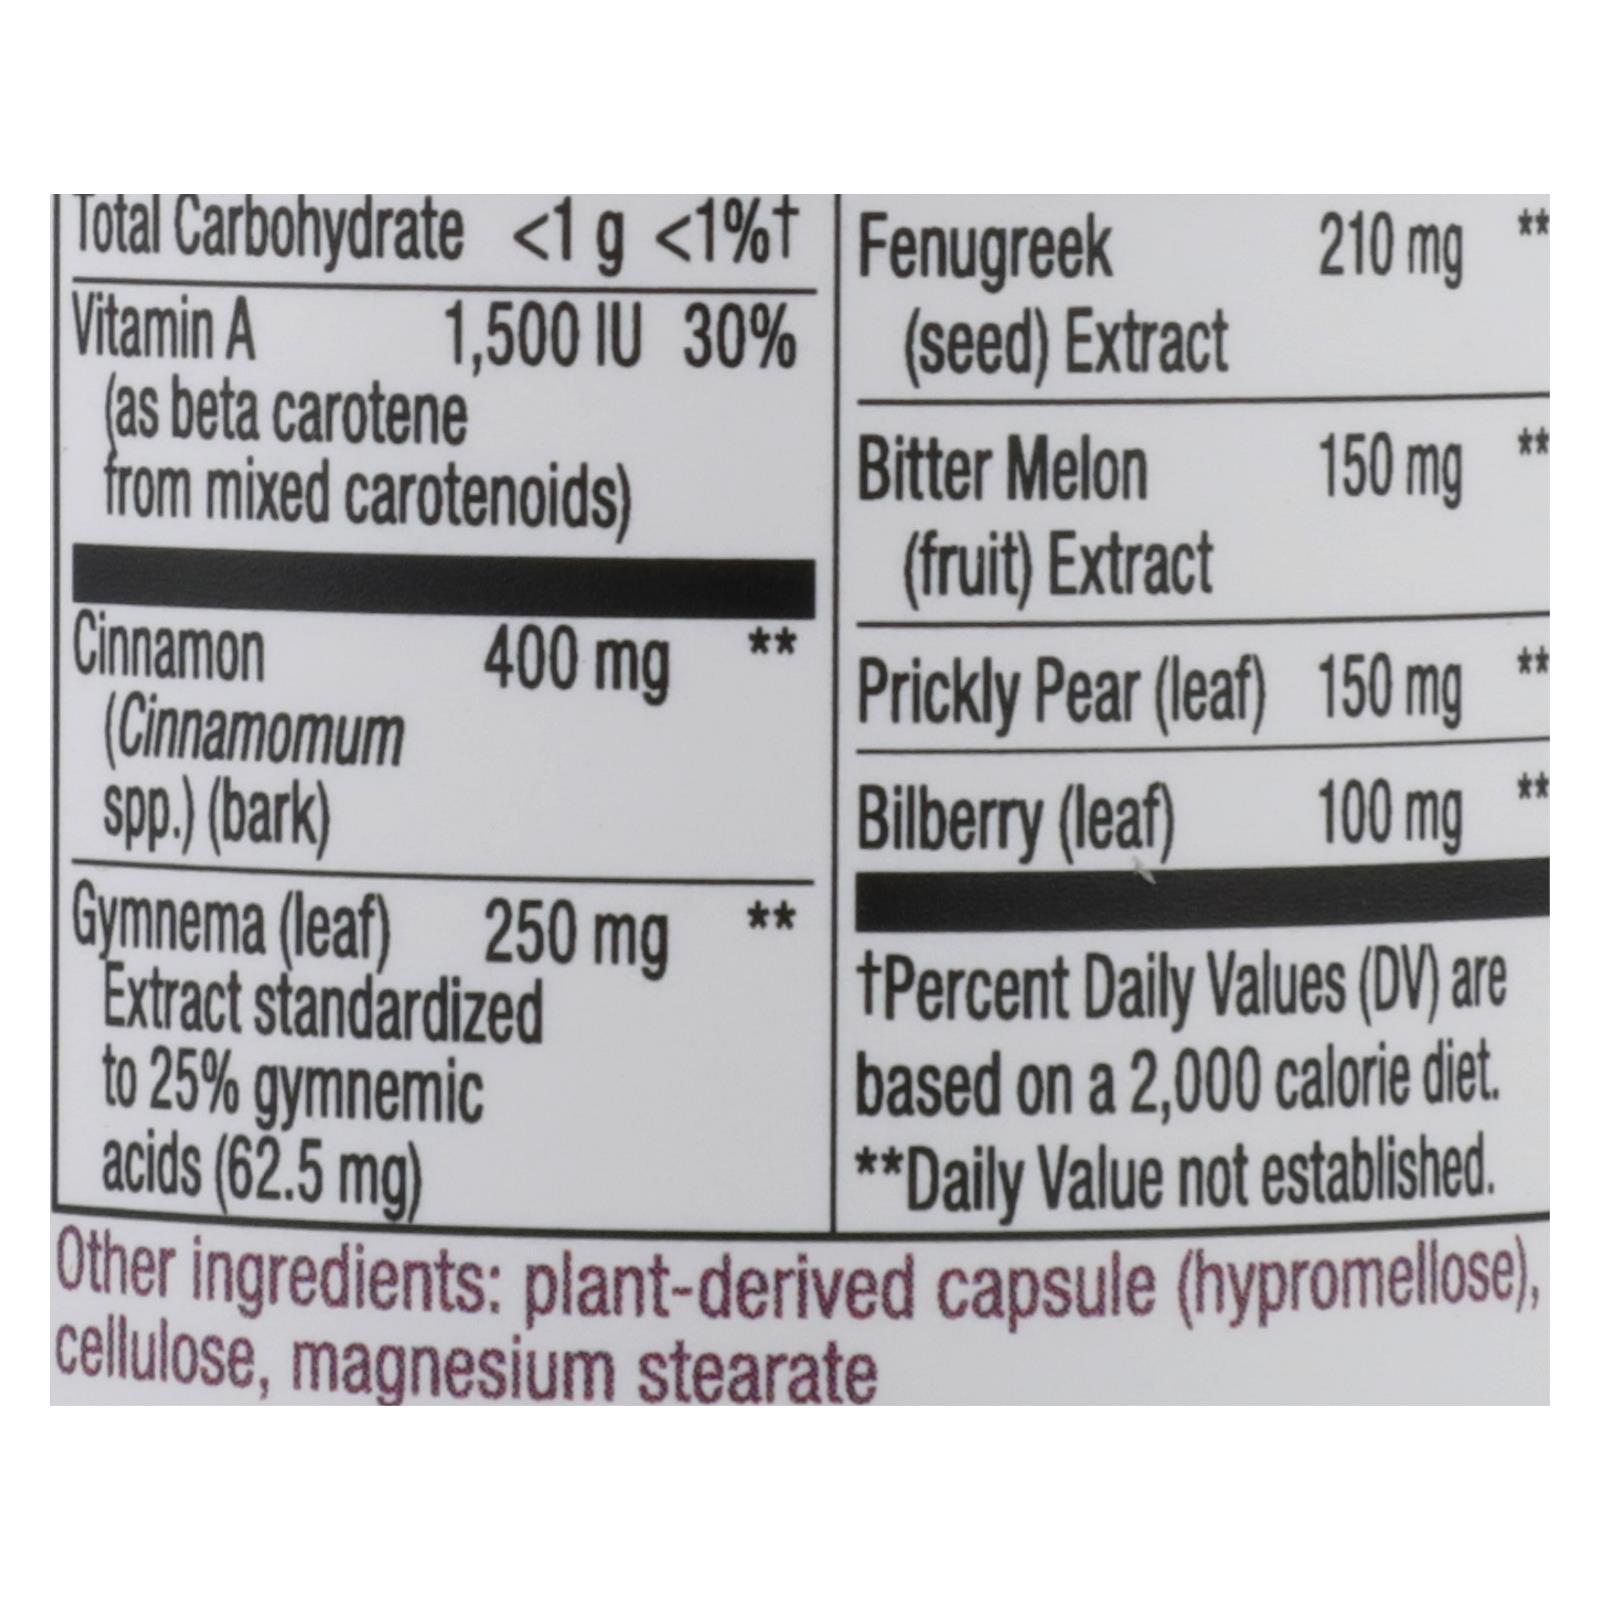 Total Carbohydrate <1 g <1%†
Vitamin A 1,500 IU 30%
(as beta carotene
from mixed carotenoids)
Cinnamon 400 mg **
(Cinnamomum
spp.) (bark)
Gymnema (leaf) 250 mg **
Extract standardized
to 25% gymnemic
acids (62.5 mg)
Fenugreek 210 mg **
(seed) Extract
Bitter Melon 150 mg **
(fruit) Extract
Prickly Pear (leaf) 150 mg **
Bilberry (leaf) 100 mg **
†Percent Daily Values (DV) are
based on a 2,000 calorie diet.
**Daily Value not established.
Other ingredients: plant-derived capsule (hypromellose),
cellulose, magnesium stearate